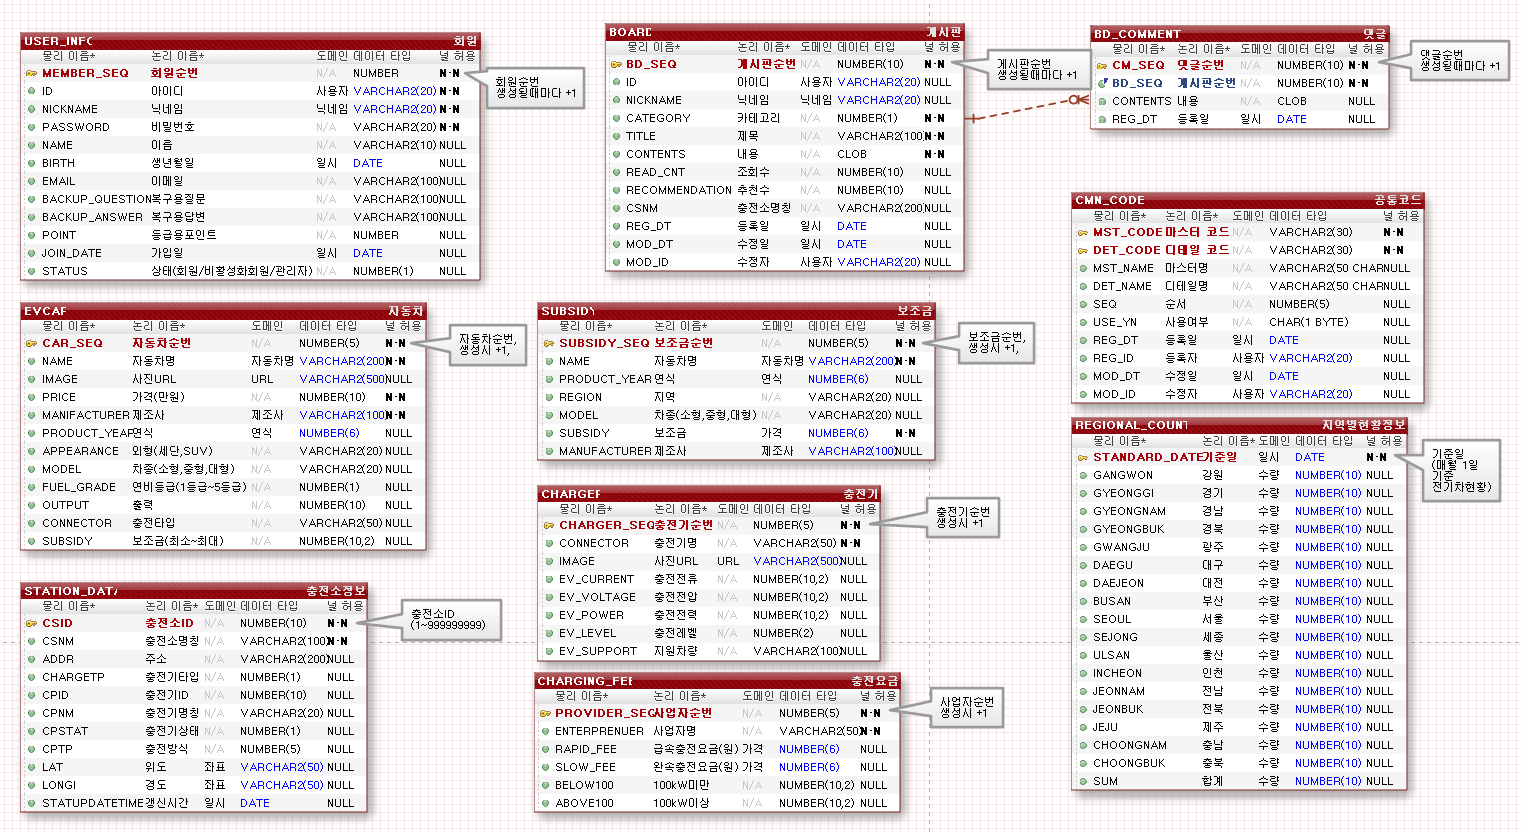 USER_INFC 회원
물리 이름* 논리 이름* 도메인 데이터 타입 널 허용
MEMBER_SEQ 회원순번 N/A NUMBER N-N
ID 아이디 사용자 VARCHAR2(20) N-N
NICKNAME 닉네임 닉네임 VARCHAR2(20) N-N
PASSWORD 비밀번호 N/A VARCHAR2(20) N-N
NAME 이름 N/A VARCHAR2(10) NULL
BIRTH 생년월일 일시 DATE NULL
EMAIL 이메일 N/A VARCHAR2(100) NULL
BACKUP_QUESTION 복구용질문 N/A VARCHAR2(100) NULL
BACKUP_ANSWER 복구용답변 N/A VARCHAR2(100) NULL
POINT 등급용포인트 N/A NUMBER NULL
JOIN_DATE 가입일 일시 DATE NULL
STATUS 상태(회원/비활성화회원/관리자) N/A NUMBER(1) NULL
회원순번
생성될때마다 +1
BOARD 게시판
물리 이름* 논리 이름* 도메인 데이터 타입 널 허용
BD_SEQ 게시판순번 N/A NUMBER(10) N-N
ID 아이디 사용자 VARCHAR2(20) NULL
NICKNAME 닉네임 닉네임 VARCHAR2(20) NULL
CATEGORY 카테고리 N/A NUMBER(1) N-N
TITLE 제목 N/A VARCHAR2(100) N-N
CONTENTS 내용 N/A CLOB N-N
READ_CNT 조회수 N/A NUMBER(10) NULL
RECOMMENDATION 추천수 N/A NUMBER(10) NULL
CSNM 충전소명칭 N/A VARCHAR2(200) NULL
REG_DT 등록일 일시 DATE NULL
MOD_DT 수정일 일시 DATE NULL
MOD_ID 수정자 사용자 VARCHAR2(20) NULL
게시판순번
생성될때마다 +1
BD_COMMENT 댓글
물리 이름* 논리 이름* 도메인 데이터 타입 널 허용
CM_SEQ 댓글순번 N/A NUMBER(10) N-N
BD_SEQ 게시판순번 N/A NUMBER(10) N-N
CONTENTS 내용 N/A CLOB NULL
REG_DT 등록일 일시 DATE NULL
댓글순번
생성될때마다 +1
CMN_CODE 공통코드
물리 이름* 논리 이름* 도메인 데이터 타입 널 허용
MST_CODE 마스터 코드 N/A VARCHAR2(30) N-N
DET_CODE 디테일 코드 N/A VARCHAR2(30) N-N
MST_NAME 마스터명 N/A VARCHAR2(50 CHAR NULL
DET_NAME 디테일명 N/A VARCHAR2(50 CHAR NULL
SEQ 순서 N/A NUMBER(5) NULL
USE_YN 사용여부 N/A CHAR(1 BYTE) NULL
REG_DT 등록일 일시 DATE NULL
REG_ID 등록자 사용자 VARCHAR2(20) NULL
MOD_DT 수정일 일시 DATE NULL
MOD_ID 수정자 사용자 VARCHAR2(20) NULL
EVCAF 자동차
물리 이름* 논리 이름* 도메인 데이터 타입 널 허용
CAR_SEQ 자동차순번 N/A NUMBER(5) N-N
NAME 자동차명 자동차명 VARCHAR2(200) N-N
IMAGE 사진URL URL VARCHAR2(500) NULL
PRICE 가격(만원) N/A NUMBER(10) N-N
MANIFACTURER 제조사 제조사 VARCHAR2(100) N-N
PRODUCT_YEAR 연식 연식 NUMBER(6) NULL
APPEARANCE 외형(세단,SUV) N/A VARCHAR2(20) NULL
MODEL 차종(소형,중형,대형) N/A VARCHAR2(20) NULL
FUEL_GRADE 연비등급(1등급~5등급) N/A NUMBER(1) NULL
OUTPUT 출력 N/A NUMBER(10) NULL
CONNECTOR 충전타입 N/A VARCHAR2(50) NULL
SUBSIDY 보조금(최소~최대) N/A NUMBER(10,2) NULL
자동차순번,
생성시 +1,
SUBSIDY 보조금
물리 이름* 논리 이름* 도메인 데이터 타입 널 허용
SUBSIDY_SEQ 보조금순번 N/A NUMBER(5) N-N
NAME 자동차명 자동차명 VARCHAR2(200) N-N
PRODUCT_YEAR 연식 연식 NUMBER(6) NULL
REGION 지역 N/A VARCHAR2(20) NULL
MODEL 차종(소형,중형,대형) N/A VARCHAR2(20) NULL
SUBSIDY 보조금 가격 NUMBER(6) N-N
MANUFACTURER 제조사 제조사 VARCHAR2(100) NULL
보조금순번,
생성시 +1,
REGIONAL_COUNT 지역별현황정보
물리 이름* 논리 이름* 도메인 데이터 타입 널 허용
STANDARD_DATE 기준일 일시 DATE N-N
GANGWON 강원 수량 NUMBER(10) NULL
GYEONGGI 경기 수량 NUMBER(10) NULL
GYEONGNAM 경남 수량 NUMBER(10) NULL
GYEONGBUK 경북 수량 NUMBER(10) NULL
GWANGJU 광주 수량 NUMBER(10) NULL
DAEGU 대구 수량 NUMBER(10) NULL
DAEJEON 대전 수량 NUMBER(10) NULL
BUSAN 부산 수량 NUMBER(10) NULL
SEOUL 서울 수량 NUMBER(10) NULL
SEJONG 세종 수량 NUMBER(10) NULL
ULSAN 울산 수량 NUMBER(10) NULL
INCHEON 인천 수량 NUMBER(10) NULL
JEONNAM 전남 수량 NUMBER(10) NULL
JEONBUK 전북 수량 NUMBER(10) NULL
JEJU 제주 수량 NUMBER(10) NULL
CHOONGNAM 충남 수량 NUMBER(10) NULL
CHOONGBUK 충북 수량 NUMBER(10) NULL
SUM 합계 수량 NUMBER(10) NULL
기준일
(매월 1일
기준
전기차현황)
CHARGEF 충전기
물리 이름* 논리 이름* 도메인 데이터 타입 널 허용
CHARGER_SEQ 충전기순번 N/A NUMBER(5) N-N
CONNECTOR 충전기명 N/A VARCHAR2(50) N-N
IMAGE 사진URL URL VARCHAR2(500) NULL
EV_CURRENT 충전전류 N/A NUMBER(10,2) NULL
EV_VOLTAGE 충전전압 N/A NUMBER(10,2) NULL
EV_POWER 충전전력 N/A NUMBER(10,2) NULL
EV_LEVEL 충전레벨 N/A NUMBER(2) NULL
EV_SUPPORT 지원차량 N/A VARCHAR2(100) NULL
충전기순번
생성시 +1
STATION_DATA 충전소정보
물리 이름* 논리 이름* 도메인 데이터 타입 널 허용
CSID 충전소ID N/A NUMBER(10) N-N
CSNM 충전소명칭 N/A VARCHAR2(100) N-N
ADDR 주소 N/A VARCHAR2(200) NULL
CHARGETP 충전기타입 N/A NUMBER(1) NULL
CPID 충전기ID N/A NUMBER(10) NULL
CPNM 충전기명칭 N/A VARCHAR2(20) NULL
CPSTAT 충전기상태 N/A NUMBER(1) NULL
CPTP 충전방식 N/A NUMBER(5) NULL
LAT 위도 좌표 VARCHAR2(50) NULL
LONGI 경도 좌표 VARCHAR2(50) NULL
STATUPDATETIME 갱신시간 일시 DATE NULL
충전소ID
(1~999999999)
CHARGING_FEE 충전요금
물리 이름* 논리 이름* 도메인 데이터 타입 널 허용
PROVIDER_SEQ 사업자순번 N/A NUMBER(5) N-N
ENTERPRENUER 사업자명 N/A VARCHAR2(50) N-N
RAPID_FEE 급속충전요금(원) 가격 NUMBER(6) NULL
SLOW_FEE 완속충전요금(원) 가격 NUMBER(6) NULL
BELOW100 100kW미만 N/A NUMBER(10,2) NULL
ABOVE100 100kW이상 N/A NUMBER(10,2) NULL
사업자순번
생성시 +1